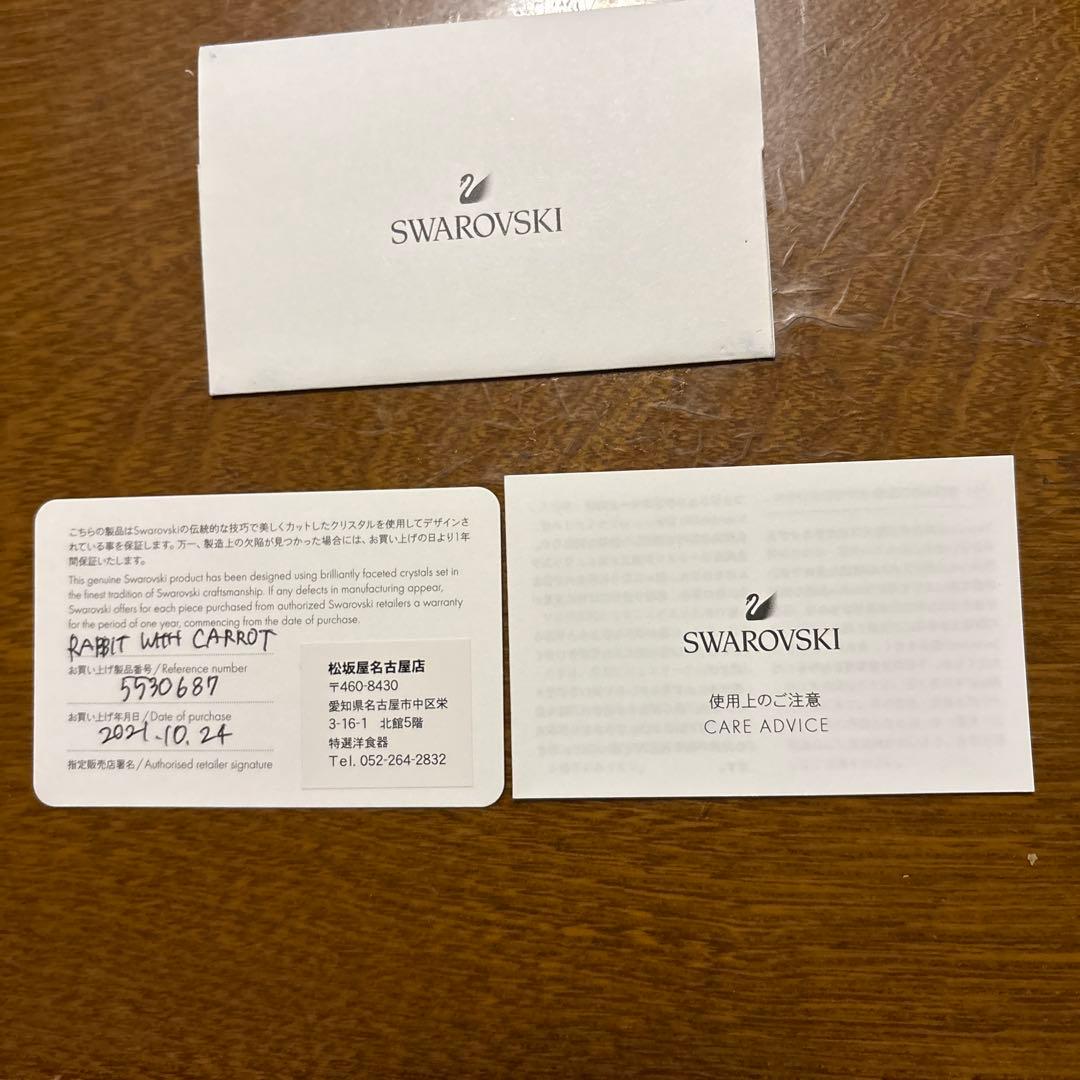 SWAROVSKI
こちらの製品はSwarovskiの伝統的な技巧で美しくカットしたクリスタルを使用してデザインさ
れている事を保証します。万一、製造上の欠陥が見つかった場合には、お買い上げの日より1年
間保証いたします。
This genuine Swarovski product has been designed using brilliantly faceted crystals set in
the finest tradition of Swarovski craftsmanship. If any defects in manufacturing appear,
Swarovski offers for each piece purchased from authorized Swarovski retailers a warranty
for the period of one year, commencing from the date of purchase.
RABBIT WITH CARROT
お買い上げ製品番号/Reference number
5530687
お買い上げ年月日/Date of purchase
2021.10.24
指定販売店署名/Authorised retailer signature
松坂屋名古屋店
〒460-8430
愛知県名古屋市中区栄
3-16-1 北館5階
特選洋食器
Tel. 052-264-2832
SWAROVSKI
使用上のご注意
CARE ADVICE